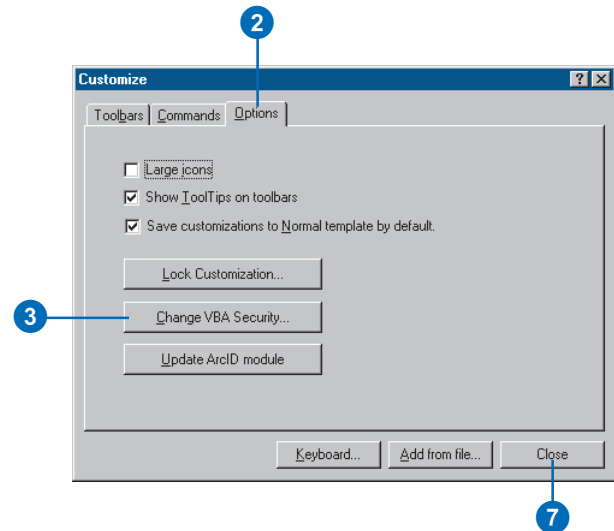 2
Customize
?
Toolbars Commands Options
Large icons
Show ToolTips on toolbars
Save customizations to Normal template by default.
Lock Customization...
3 Change VBA Security...
Update ArcID module
Keyboard... Add from file... Close
7